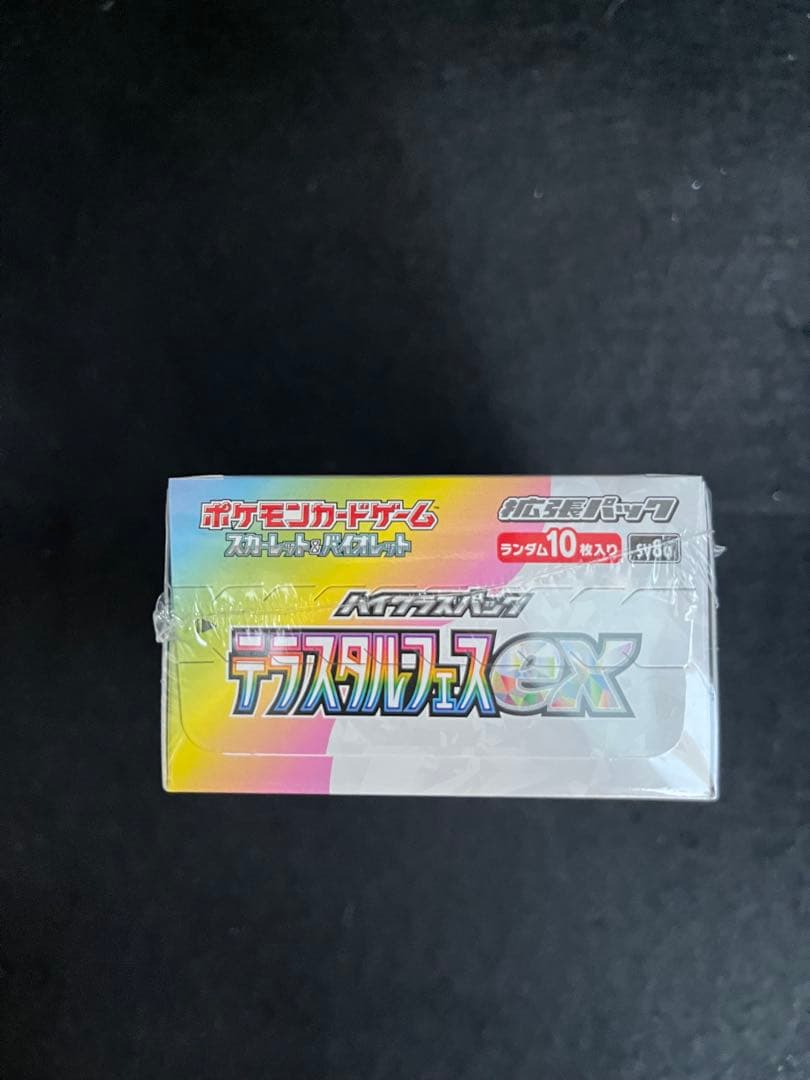 ポケモンカードゲーム
スカーレット&バイオレット
拡張パック
ランダム10枚入り
sv8a
ハイクラスパック
テラスタルフェスex